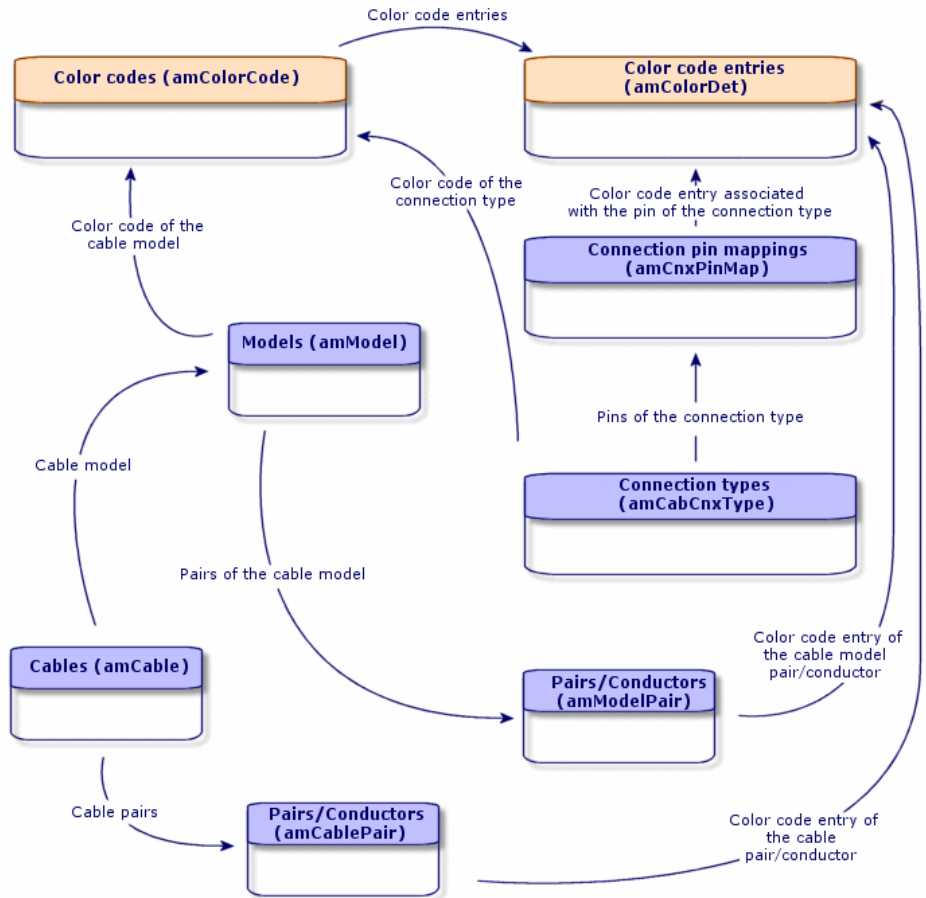 Color code entries
Color codes (amColorCode)
Color code entries
(amColorDet)
Color code of the
connection type
Color code entry associated
with the pin of the connection type
Color code of the
cable model
Connection pin mappings
(amCnxPinMap)
Models (amModel)
Pins of the connection type
Cable model
Connection types
(amCabCnxType)
Pairs of the cable model
Color code entry of
the cable model
pair/conductor
Cables (amCable)
Pairs/Conductors
(amModelPair)
Cable pairs
Pairs/Conductors
(amCablePair)
Color code entry of
the cable
pair/conductor